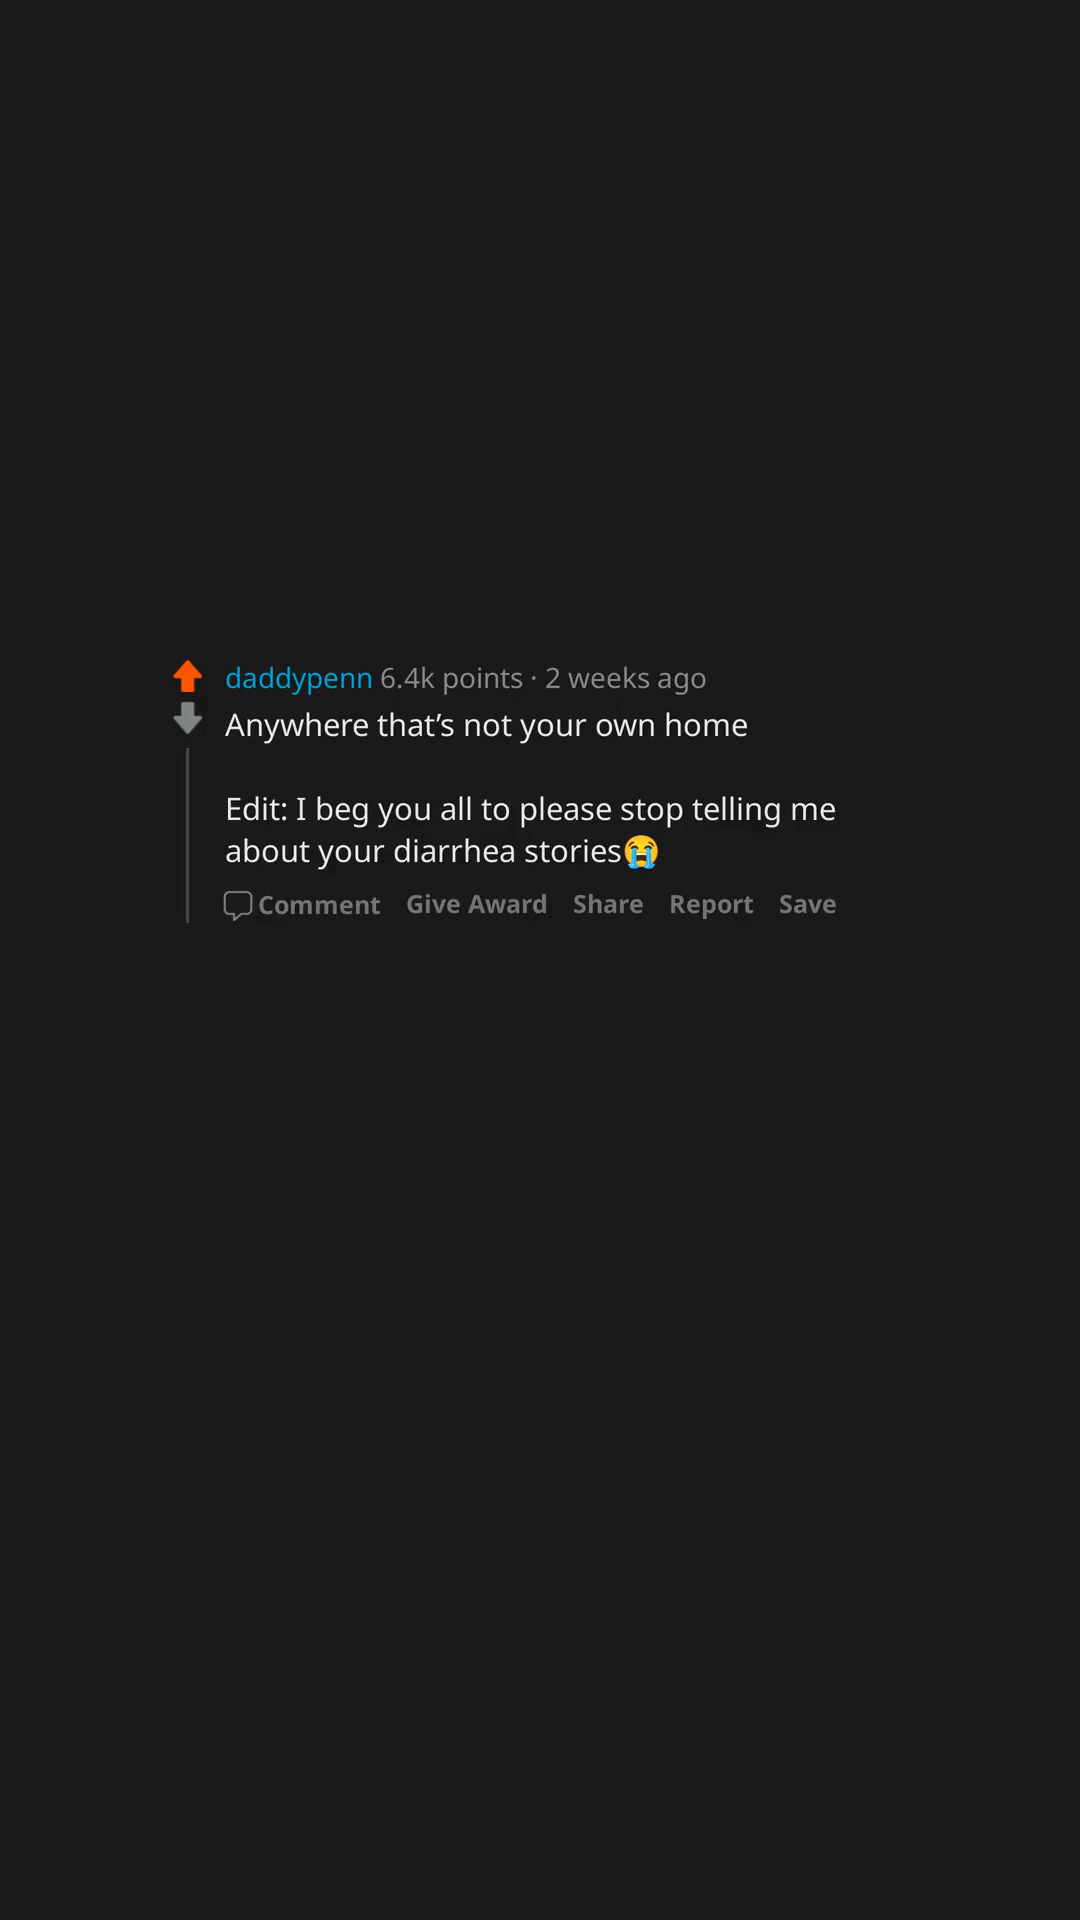 daddypenn 6.4k points · 2 weeks ago
Anywhere that’s not your own home
Edit: I beg you all to please stop telling me
about your diarrhea stories😭
Comment Give Award Share Report Save